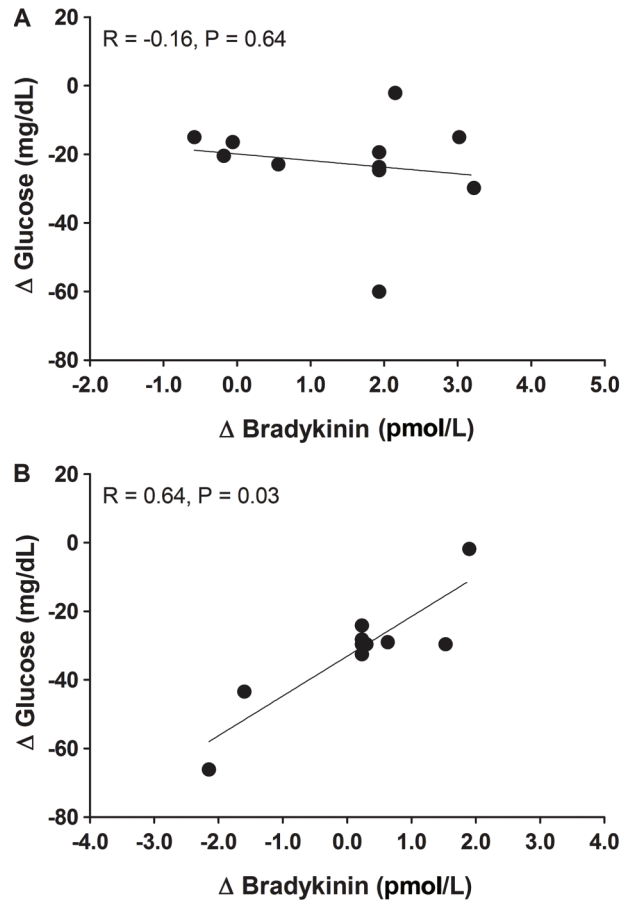 A
R = -0.16, P = 0.64
20
0
-20
-40
-60
-80
Δ Glucose (mg/dL)
-2.0 -1.0 0.0 1.0 2.0 3.0 4.0 5.0
Δ Bradykinin (pmol/L)
B
R = 0.64, P = 0.03
20
0
-20
-40
-60
-80
Δ Glucose (mg/dL)
-4.0 -3.0 -2.0 -1.0 0.0 1.0 2.0 3.0 4.0
Δ Bradykinin (pmol/L)